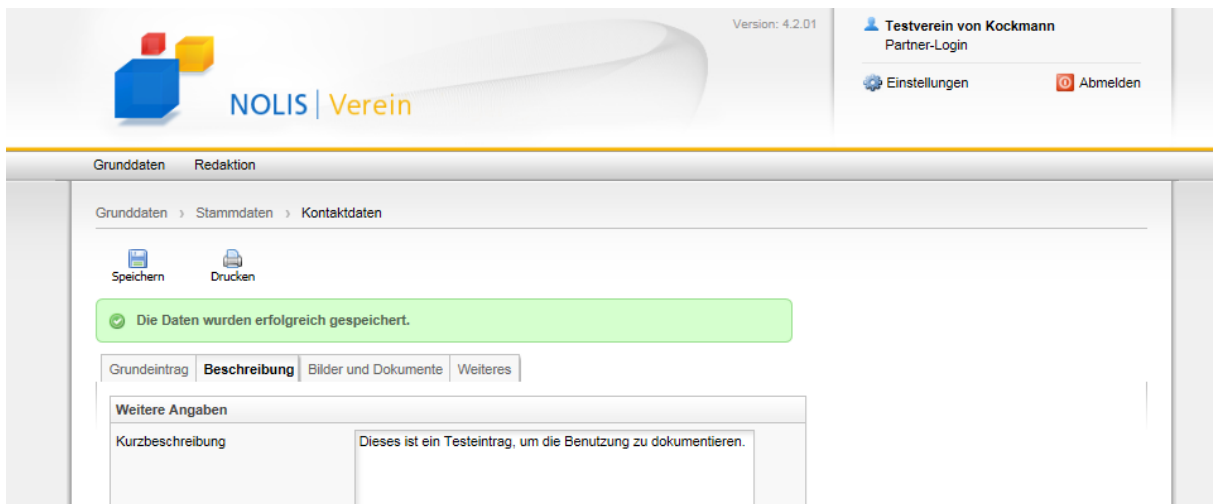 Version: 4.2.01
Testverein von Kockmann
Partner-Login
Einstellungen
Abmelden
NOLIS | Verein
Grunddaten Redaktion
Grunddaten › Stammdaten › Kontaktdaten
Speichern Drucken
Die Daten wurden erfolgreich gespeichert.
Grundeintrag Beschreibung Bilder und Dokumente Weiteres
Weitere Angaben
Kurzbeschreibung Dieses ist ein Testeintrag, um die Benutzung zu dokumentieren.